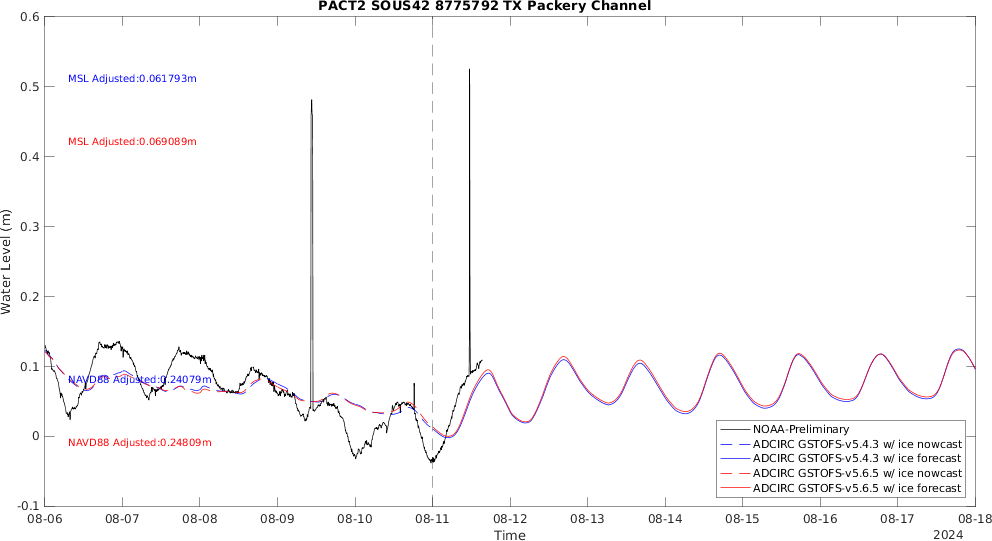 PACT2 SOUS42 8775792 TX Packery Channel
0.6
0.5
0.4
0.3
0.2
0.1
0
-0.1
Water Level (m)
MSL Adjusted:0.061793m
MSL Adjusted:0.069089m
NAVD88 Adjusted:0.24079m
NAVD88 Adjusted:0.24809m
NOAA-Preliminary
ADCIRC GSTOFS-v5.4.3 w/ ice nowcast
ADCIRC GSTOFS-v5.4.3 w/ ice forecast
ADCIRC GSTOFS-v5.6.5 w/ ice nowcast
ADCIRC GSTOFS-v5.6.5 w/ ice forecast
08-06 08-07 08-08 08-09 08-10 08-11 08-12 08-13 08-14 08-15 08-16 08-17 08-18
Time
2024